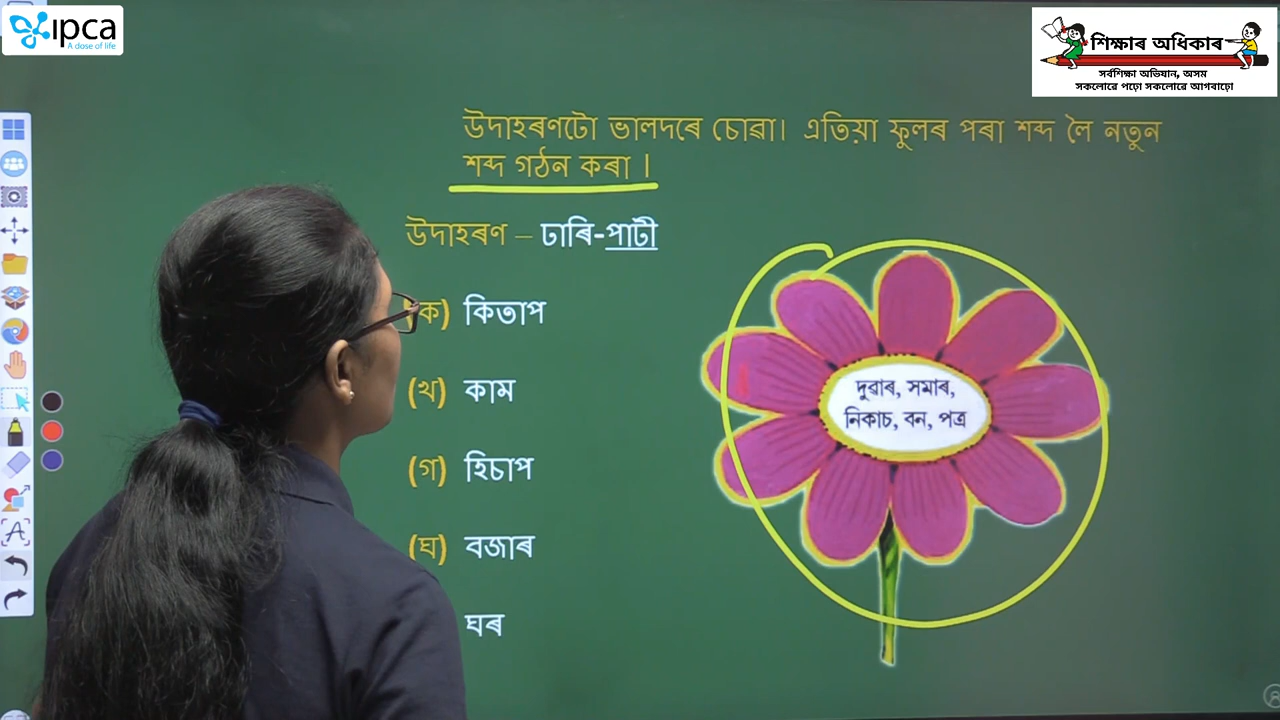 ipca
A dose of life
শিক্ষাৰ অধিকাৰ
সৰ্বশিক্ষা অভিযান, অসম
সকলোৱে পঢ়ো সকলোৱে আগবাঢ়ো
উদাহৰণটো ভালদৰে চোৱা। এতিয়া ফুলৰ পৰা শব্দ লৈ নতুন
শব্দ গঠন কৰা।
উদাহৰণ – ঢাৰি-পাটী
(ক) কিতাপ
(খ) কাম
(গ) হিচাপ
(ঘ) বজাৰ
ঘৰ
দুৱাৰ, সমাৰ,
নিকাচ, বন, পত্ৰ